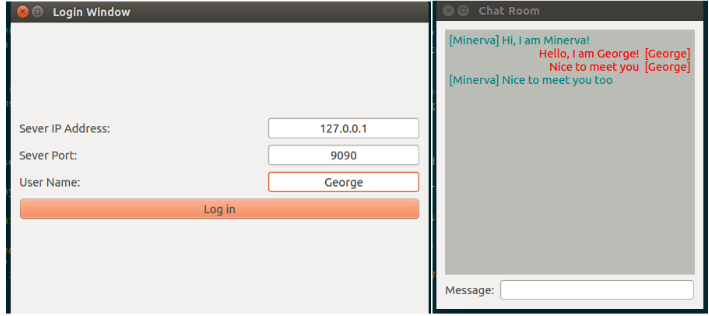 Login Window
Sever IP Address: 127.0.0.1
Sever Port: 9090
User Name: George
Log in
Chat Room
[Minerva] Hi, I am Minerva!
Hello, I am George! [George]
Nice to meet you [George]
[Minerva] Nice to meet you too
Message: